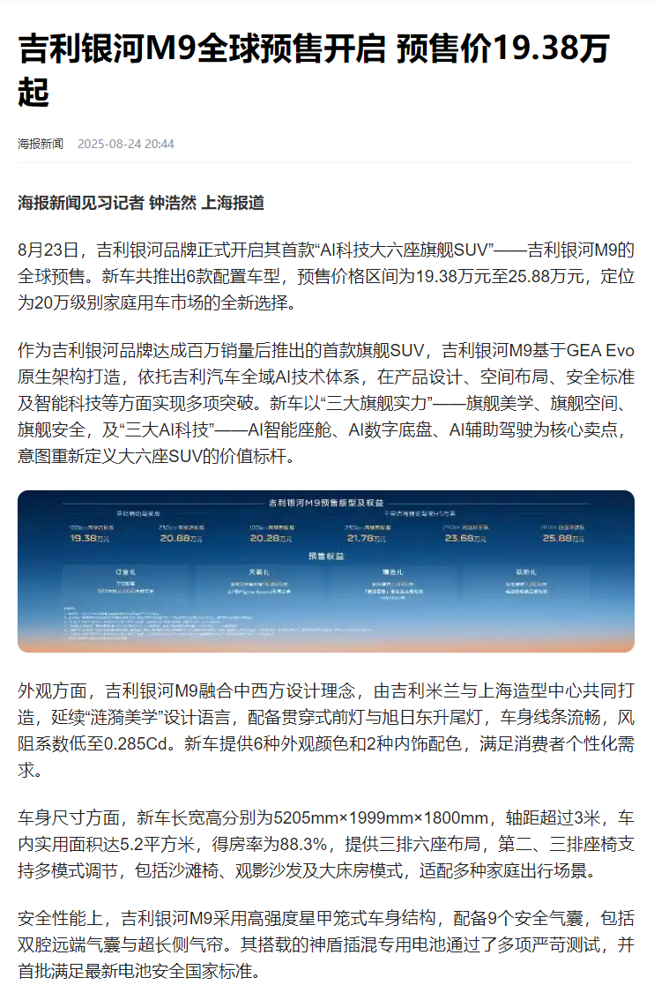 吉利银河M9全球预售开启 预售价19.38万
起
海报新闻 2025-08-24 20:44
海报新闻见习记者 钟浩然 上海报道
8月23日，吉利银河品牌正式开启其首款“AI科技大六座旗舰SUV”——吉利银河M9的
全球预售。新车共推出6款配置车型，预售价格区间为19.38万元至25.88万元，定位
为20万级别家庭用车市场的全新选择。
作为吉利银河品牌达成百万销量后推出的首款旗舰SUV，吉利银河M9基于GEA Evo
原生架构打造，依托吉利汽车全域AI技术体系，在产品设计、空间布局、安全标准
及智能科技等方面实现多项突破。新车以“三大旗舰实力”——旗舰美学、旗舰空间、
旗舰安全，及“三大AI科技”——AI智能座舱、AI数字底盘、AI辅助驾驶为核心卖点，
意图重新定义大六座SUV的价值标杆。
吉利银河M9预售版型及权益
19.38万元 20.88万元 20.28万元 21.78万元 23.68万元 25.88万元
预售权益
订金礼
外观方面，吉利银河M9融合中西方设计理念，由吉利米兰与上海造型中心共同打
造，延续“涟漪美学”设计语言，配备贯穿式前灯与旭日东升尾灯，车身线条流畅，风
阻系数低至0.285Cd。新车提供6种外观颜色和2种内饰配色，满足消费者个性化需
求。
车身尺寸方面，新车长宽高分别为5205mm×1999mm×1800mm，轴距超过3米，车
内实用面积达5.2平方米，得房率为88.3%，提供三排六座布局，第二、三排座椅支
持多模式调节，包括沙滩椅、观影沙发及大床房模式，适配多种家庭出行场景。
安全性能上，吉利银河M9采用高强度星甲笼式车身结构，配备9个安全气囊，包括
双腔远端气囊与超长侧气帘。其搭载的神盾插混专用电池通过了多项严苛测试，并
首批满足最新电池安全国家标准。